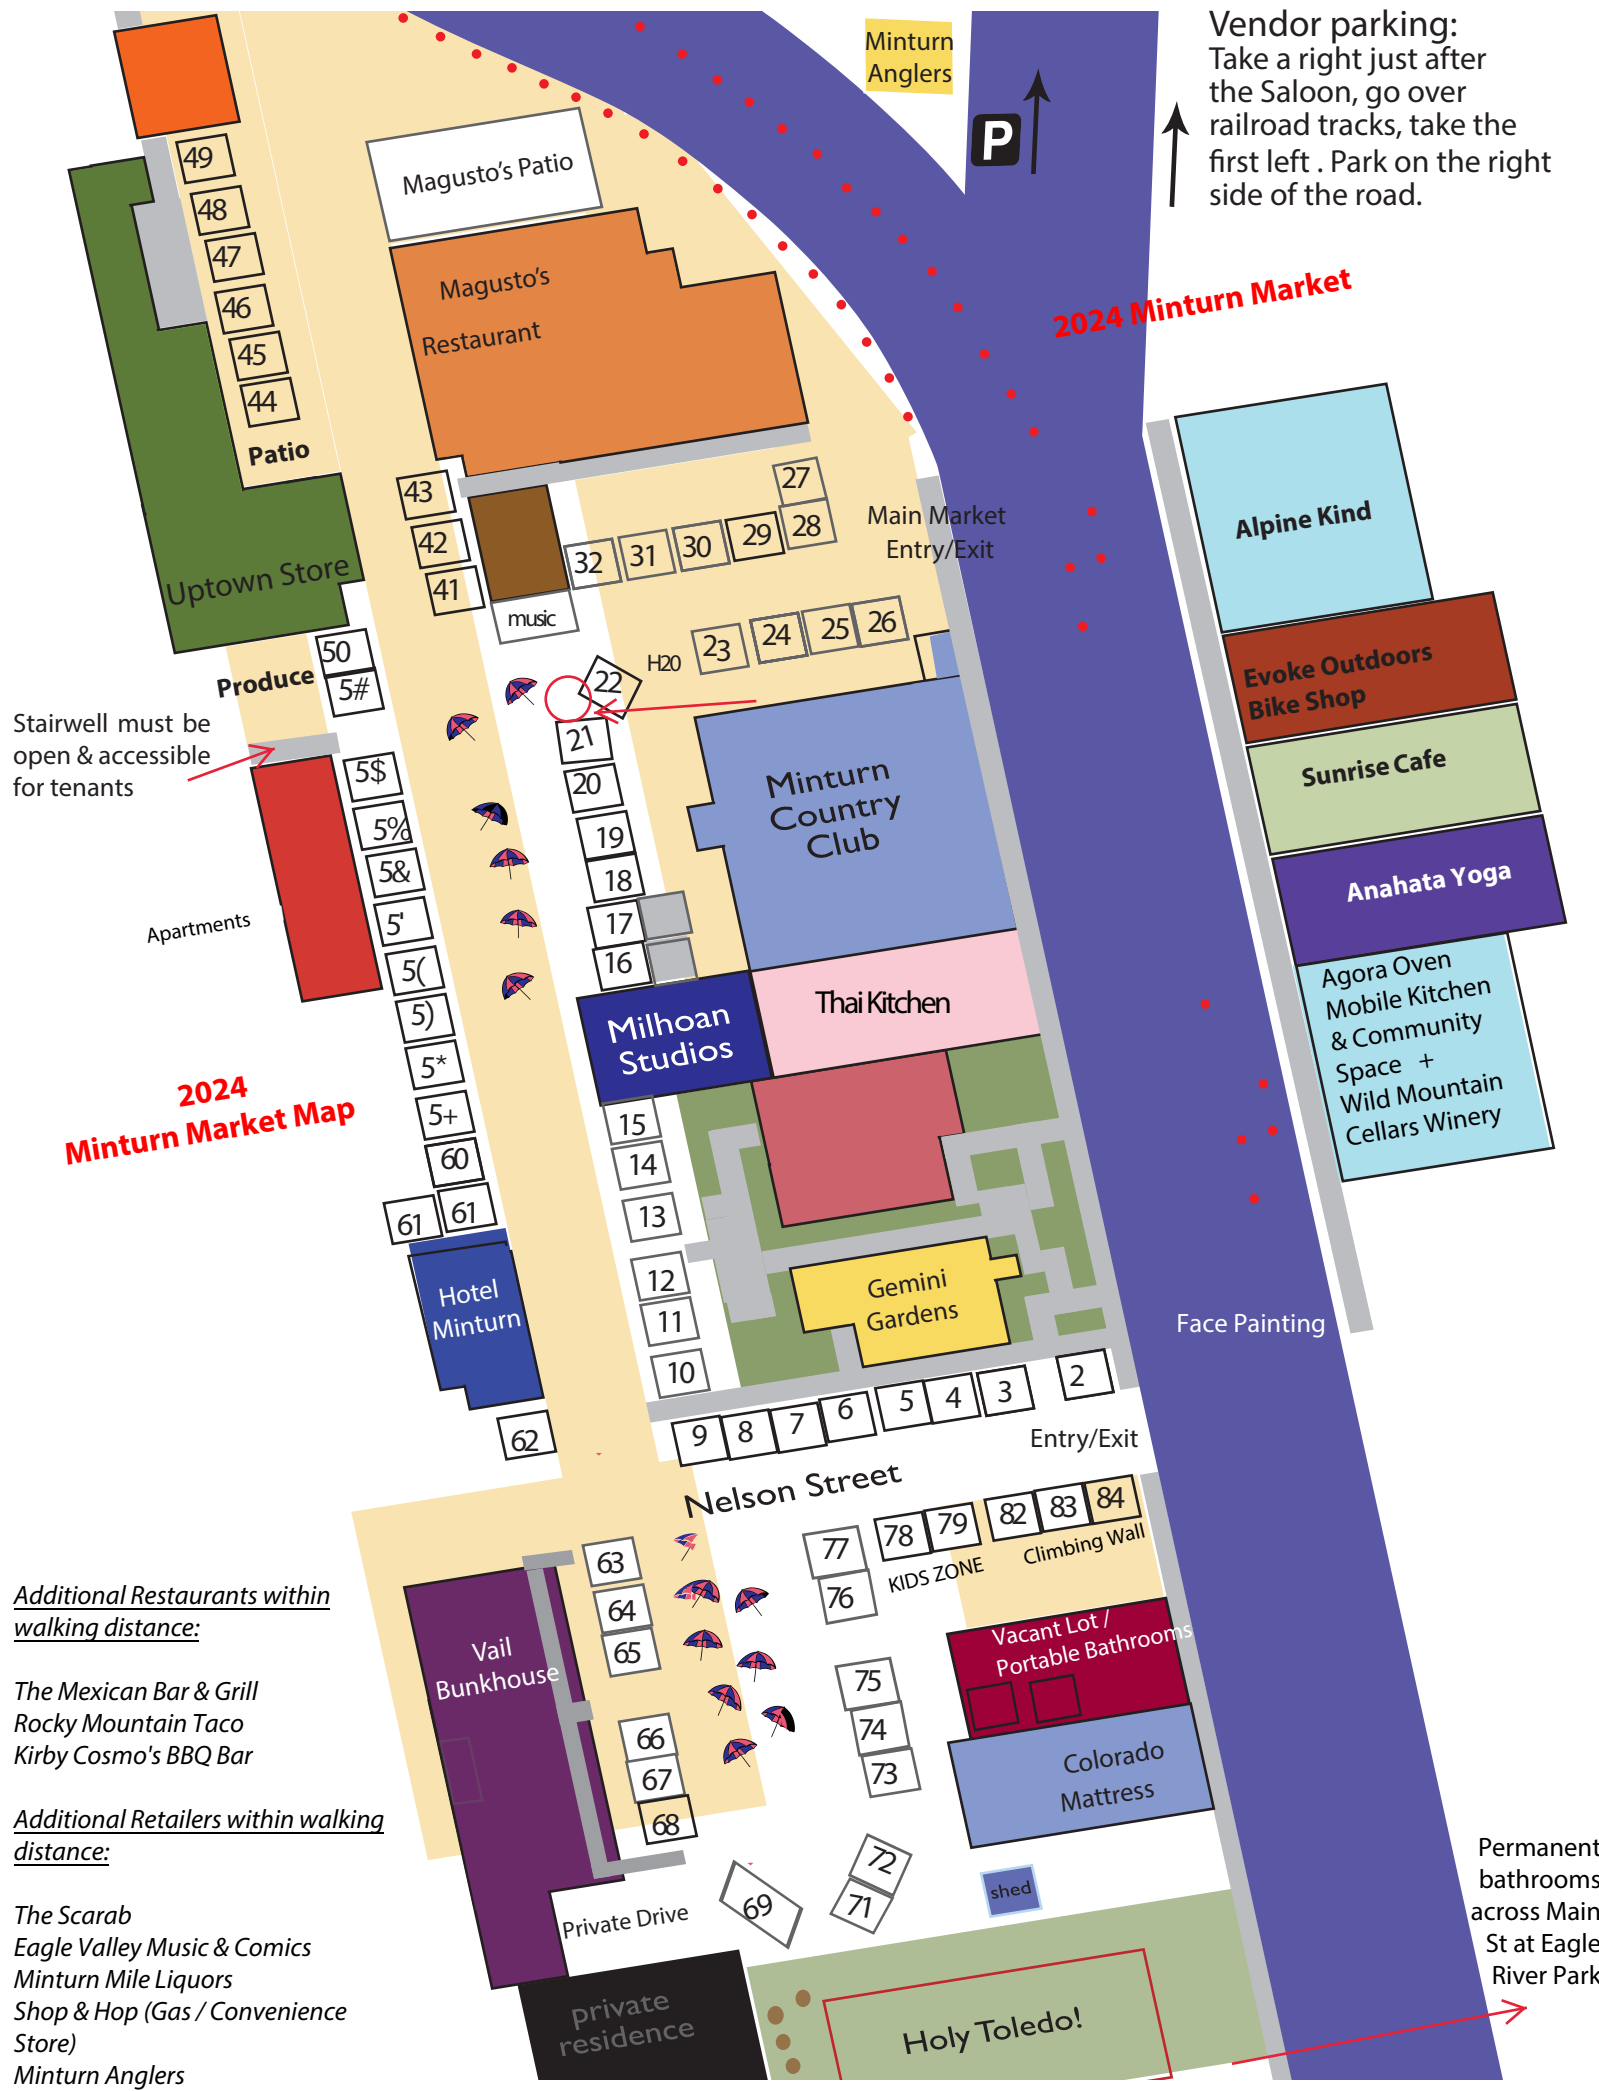 Minturn
Anglers
Vendor parking:
Take a right just after
the Saloon, go over
railroad tracks, take the
first left . Park on the right
side of the road.
P
49
48
47
46
45
44
Patio
Magusto's Patio
Magusto's
Restaurant
2024 Minturn Market
43
42
41
music
32
31
30
29
28
27
Main Market
Entry/Exit
Alpine Kind
Evoke Outdoors
Bike Shop
Sunrise Cafe
Anahata Yoga
Agora Oven
Mobile Kitchen
& Community
Space +
Wild Mountain
Cellars Winery
Uptown Store
50
Produce
5#
Stairwell must be
open & accessible
for tenants
H20
23
24
25
26
22
21
20
19
18
17
16
Minturn
Country
Club
Thai Kitchen
Milhoan
Studios
5$
5%
5&
5'
5(
5)
5*
5+
60
61
61
Apartments
2024
Minturn Market Map
15
14
13
12
11
10
Gemini
Gardens
Face Painting
Hotel
Minturn
62
9
8
7
6
5
4
3
2
Entry/Exit
Nelson Street
77
76
78
79
82
83
84
KIDS ZONE
Climbing Wall
63
64
65
66
67
68
Vail
Bunkhouse
75
74
73
72
71
69
Vacant Lot /
Portable Bathrooms
Colorado
Mattress
shed
Private Drive
private
residence
Holy Toledo!
Permanent
bathrooms
across Main
St at Eagle
River Park
Additional Restaurants within
walking distance:
The Mexican Bar & Grill
Rocky Mountain Taco
Kirby Cosmo's BBQ Bar
Additional Retailers within walking
distance:
The Scarab
Eagle Valley Music & Comics
Minturn Mile Liquors
Shop & Hop (Gas / Convenience
Store)
Minturn Anglers